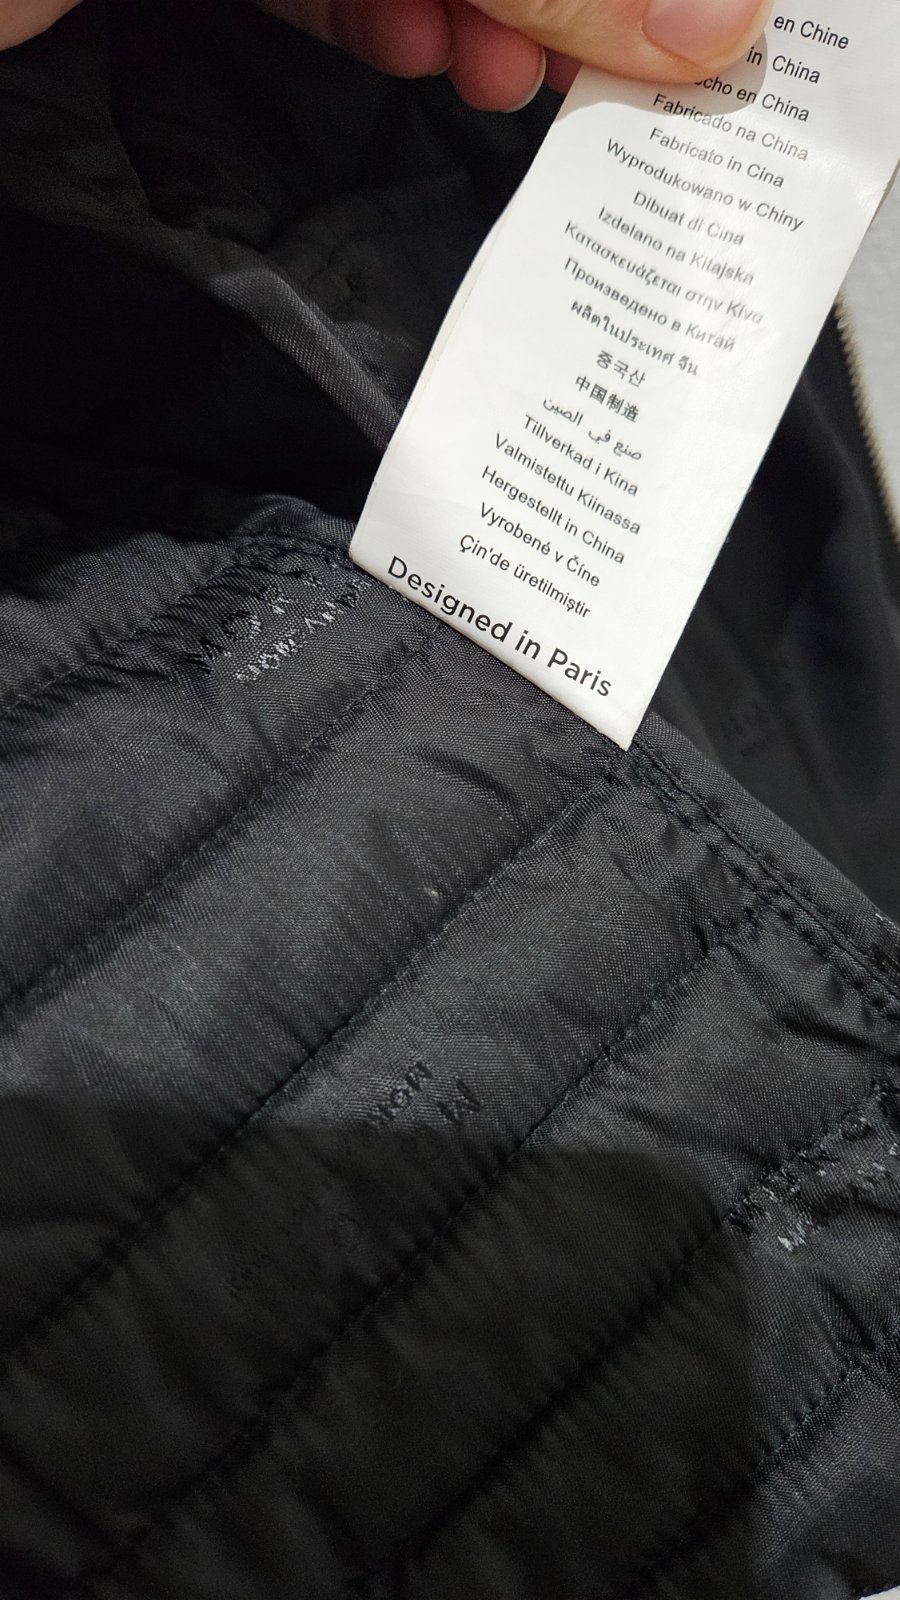 en Chine
in China
cho en China
Fabricado na China
Fabricato in Cina
Wyprodukowano w Chiny
Dibuat di Cina
Izdelano na Kitajska
Κατασκευάζεται στην Κίνα
Произведено в Китай
ผลิตในประเทศ จีน
중국산
中国制造
صنع في الصين
Tillverkad i Kina
Valmistettu Kiinassa
Hergestellt in China
Vyrobené v Číne
Çin'de üretilmiştir
Designed in Paris